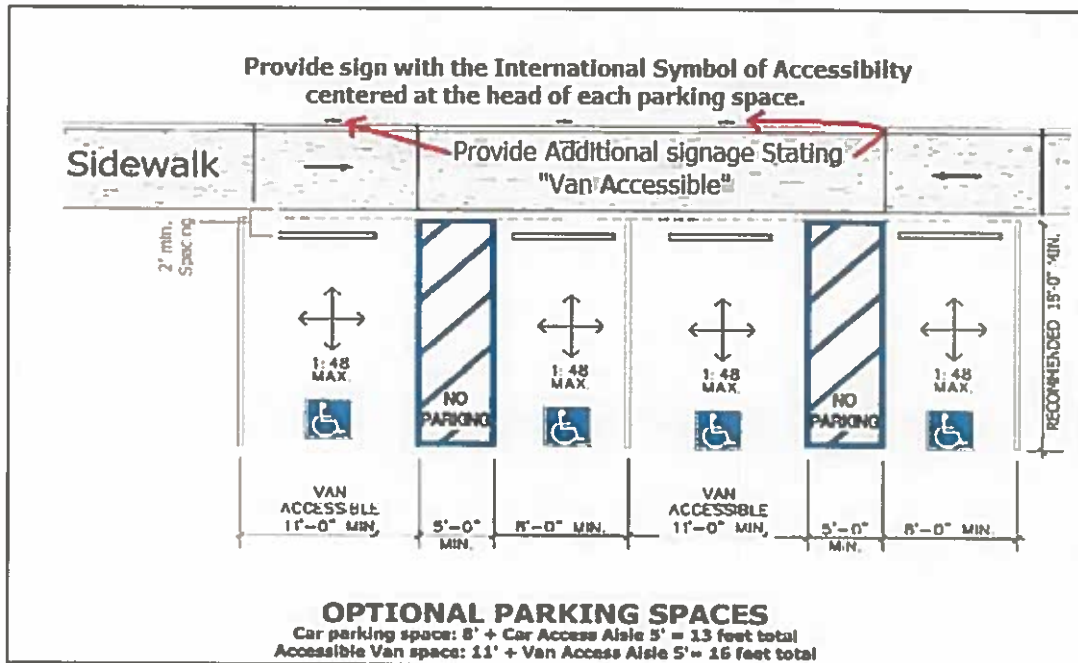 Provide sign with the International Symbol of Accessibilty
centered at the head of each parking space.
Sidewalk
Provide Additional signage Stating
"Van Accessible"
2' min.
Spacing
1:48
MAX.
NO
PARKING
1:48
MAX.
1:48
MAX.
NO
PARKING
1:48
MAX.
RECOMMENDED 18'-0" MIN.
VAN
ACCESSIBLE
11'-0" MIN.
5'-0"
MIN.
8'-0" MIN.
VAN
ACCESSIBLE
11'-0" MIN.
5'-0"
MIN.
8'-0" MIN.
OPTIONAL PARKING SPACES
Car parking space: 8' + Car Access Aisle 5' = 13 feet total
Accessible Van space: 11' + Van Access Aisle 5'= 16 feet total